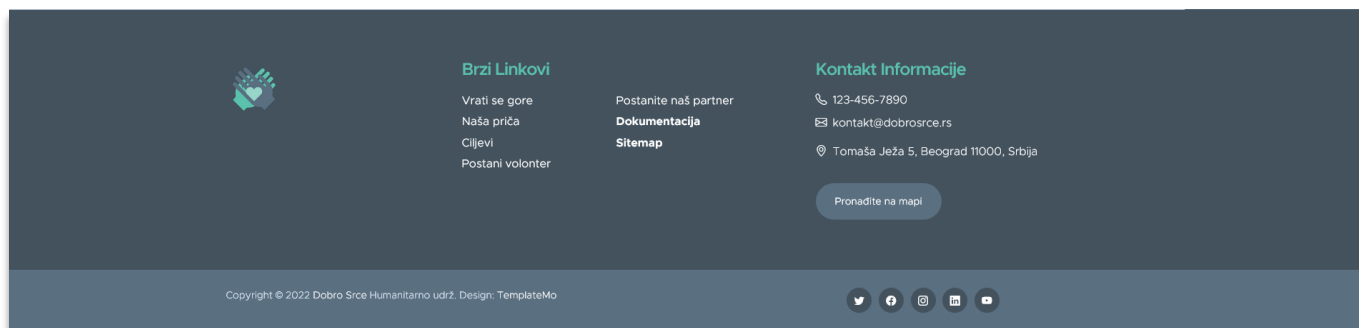 Brzi Linkovi
Vrati se gore
Naša priča
Ciljevi
Postani volonter
Postanite naš partner
Dokumentacija
Sitemap
Kontakt Informacije
123-456-7890
kontakt@dobrosrce.rs
Tomaša Ježa 5, Beograd 11000, Srbija
Pronađite na mapi
Copyright © 2022 Dobro Srce Humanitarno udrž. Design: TemplateMo